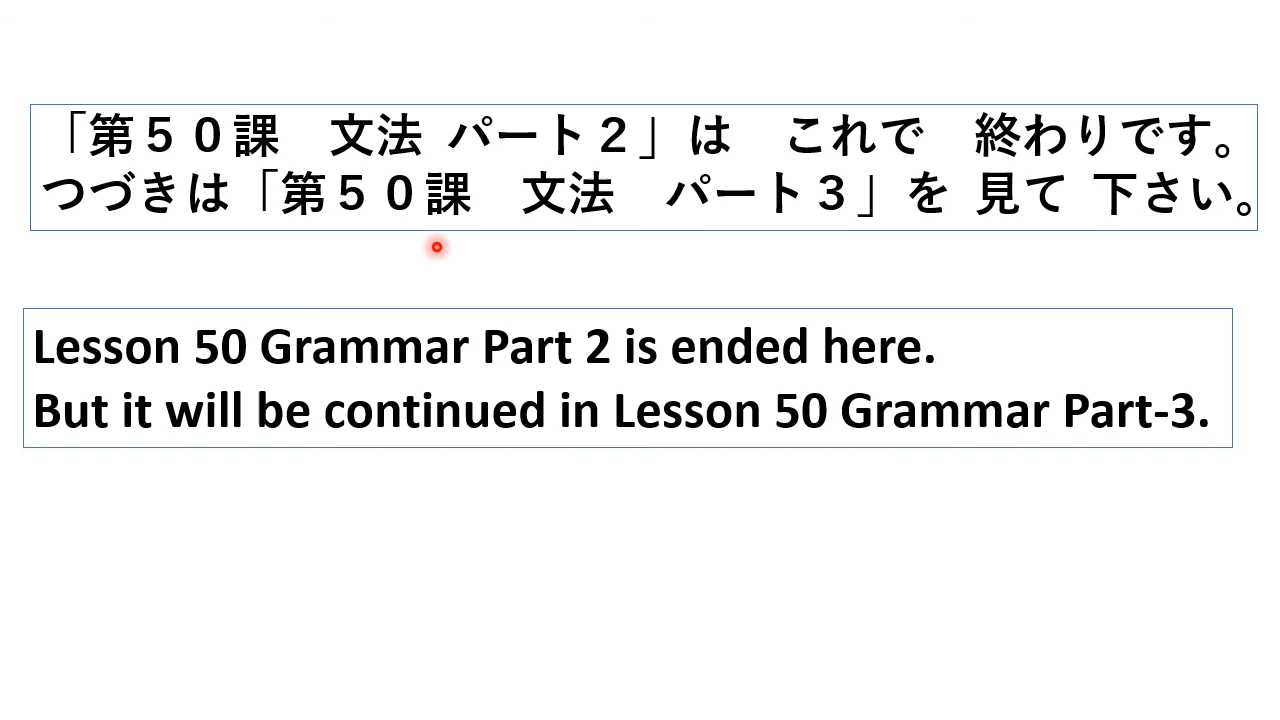 「第５０課　文法 パート２」は　これで　終わりです。
つづきは「第５０課　文法　パート３」を 見て 下さい。
Lesson 50 Grammar Part 2 is ended here.
But it will be continued in Lesson 50 Grammar Part-3.